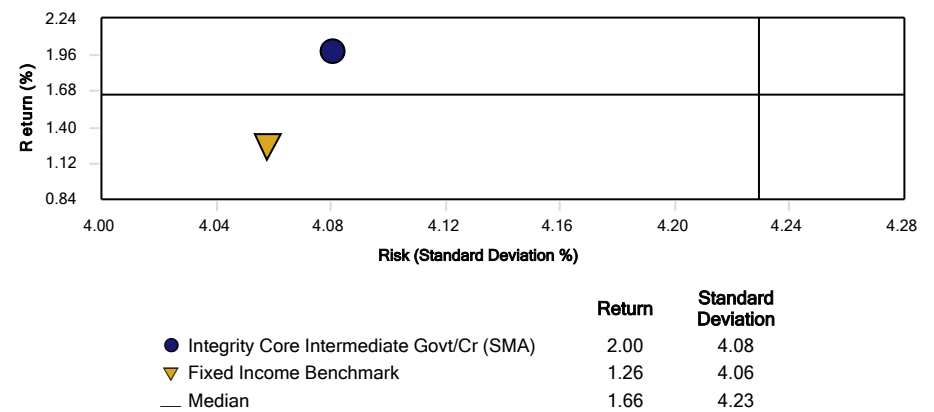 2.24
1.96
1.68
1.40
1.12
0.84
Return (%)
4.00 4.04 4.08 4.12 4.16 4.20 4.24 4.28
Risk (Standard Deviation %)
Return Standard Deviation
Integrity Core Intermediate Govt/Cr (SMA) 2.00 4.08
Fixed Income Benchmark 1.26 4.06
Median 1.66 4.23